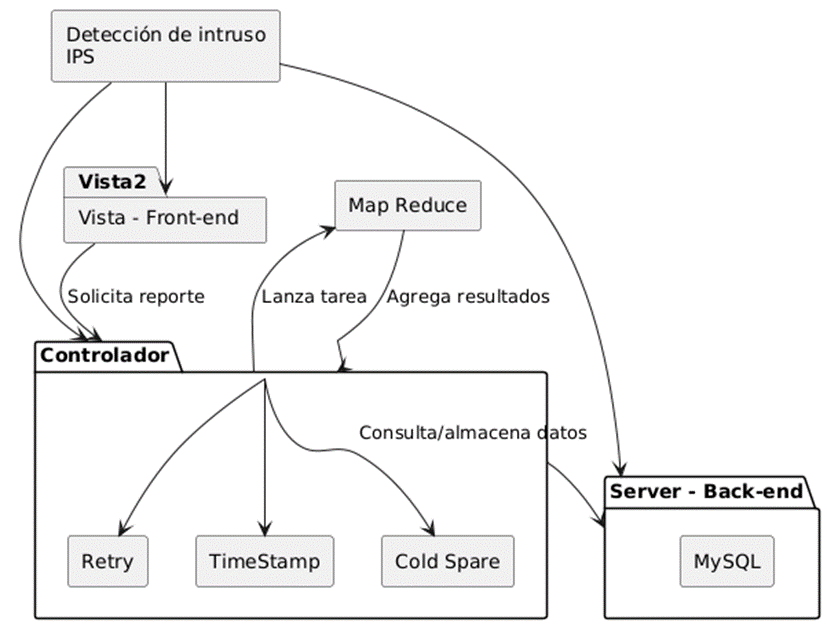 Detección de intruso
IPS
Vista2
Vista - Front-end
Map Reduce
Solicita reporte
Lanza tarea
Agrega resultados
Controlador
Consulta/almacena datos
Server - Back-end
Retry
TimeStamp
Cold Spare
MySQL